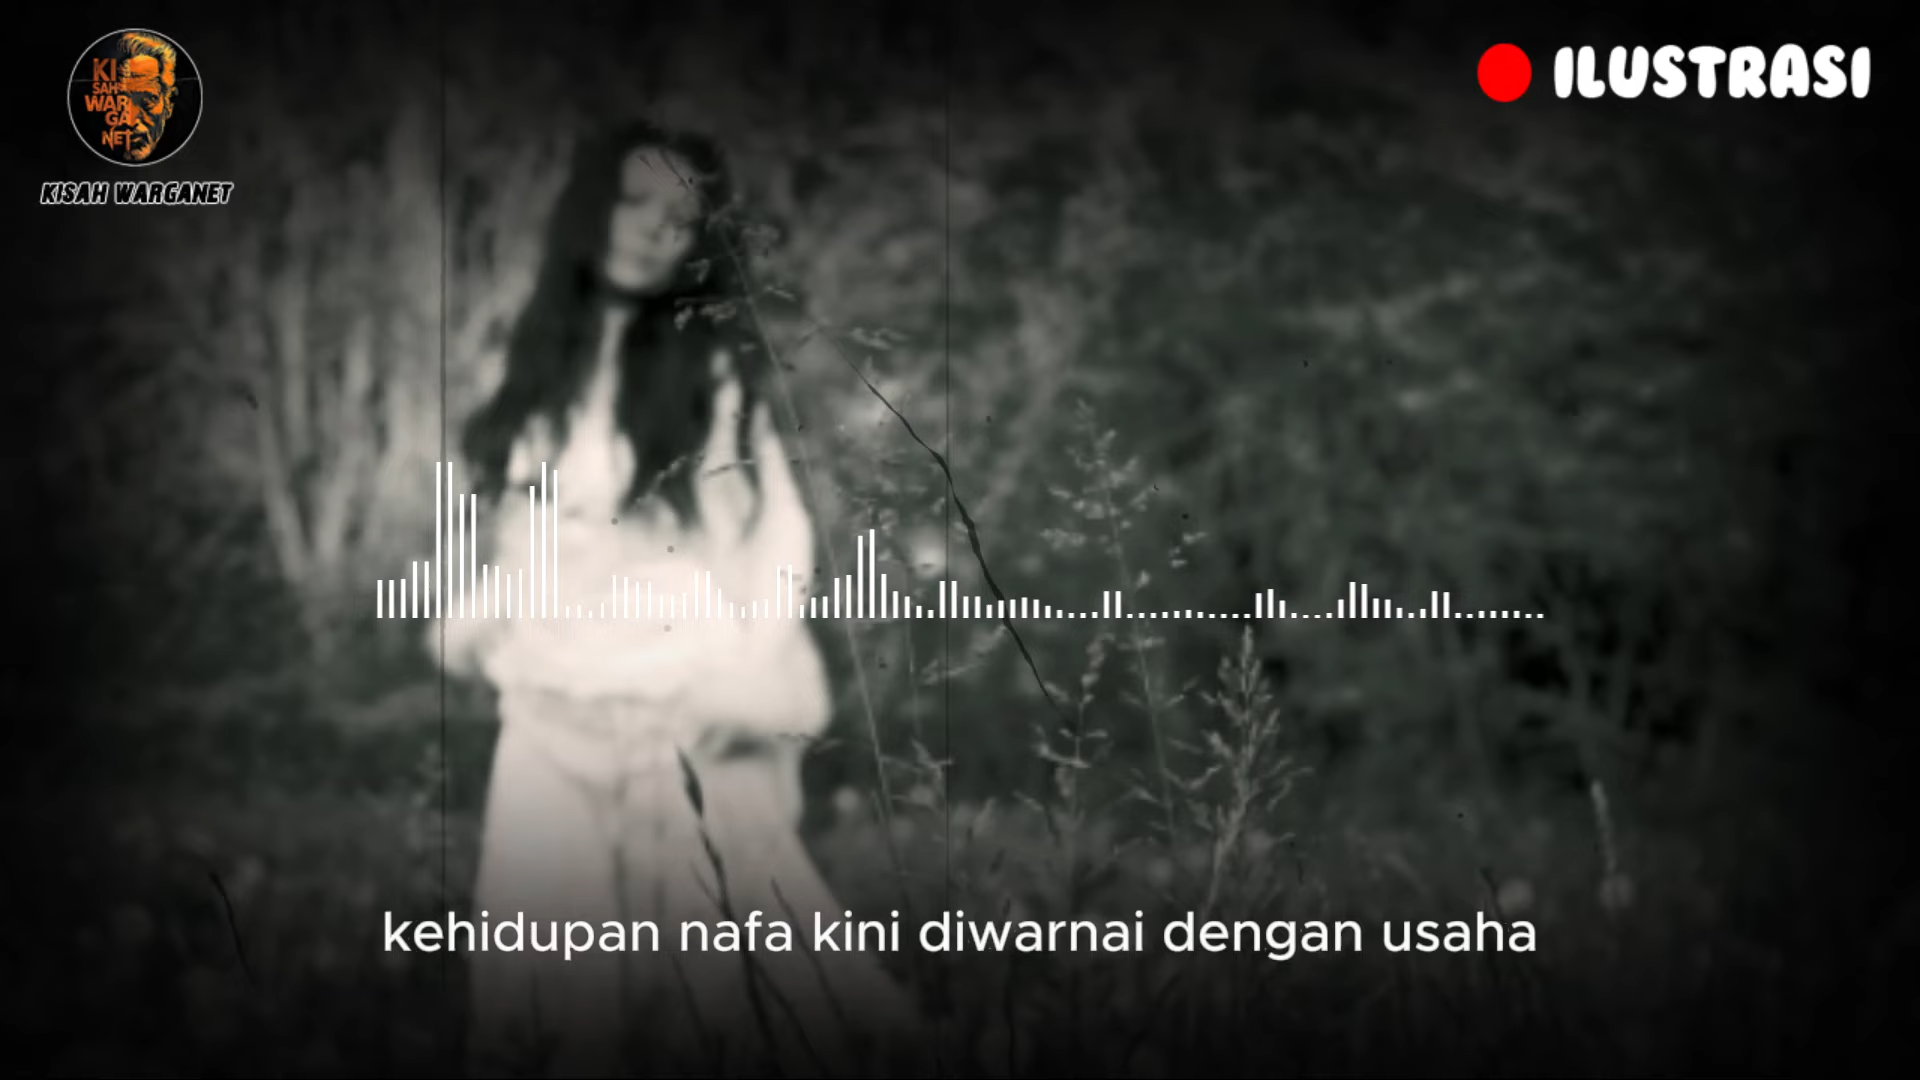 KI
SAH
WAR
GA
NET
KISAH WARGANET
ILUSTRASI
kehidupan nafa kini diwarnai dengan usaha